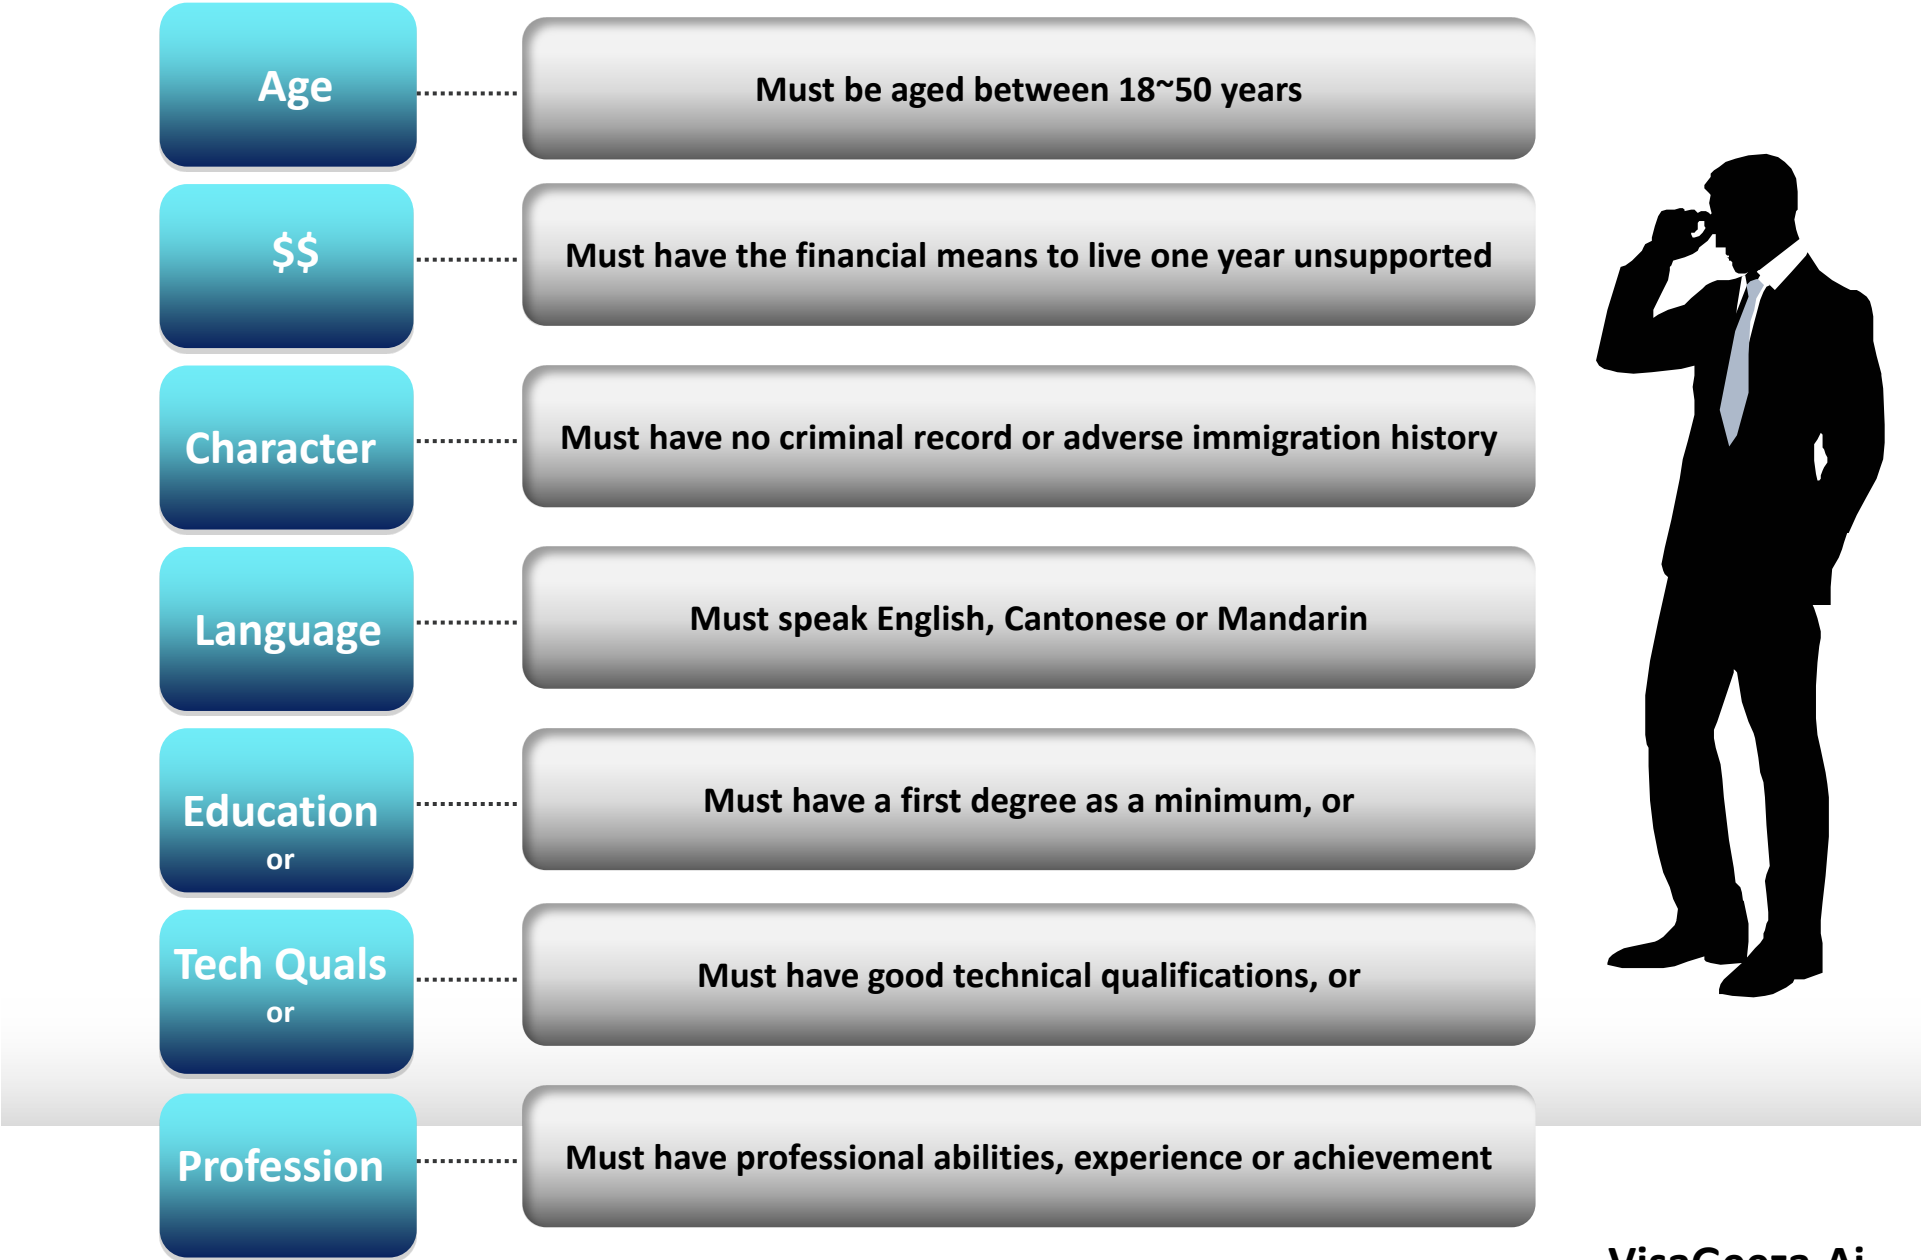 Age
Must be aged between 18~50 years
$$
Must have the financial means to live one year unsupported
Character
Must have no criminal record or adverse immigration history
Language
Must speak English, Cantonese or Mandarin
Education
or
Must have a first degree as a minimum, or
Tech Quals
or
Must have good technical qualifications, or
Profession
Must have professional abilities, experience or achievement